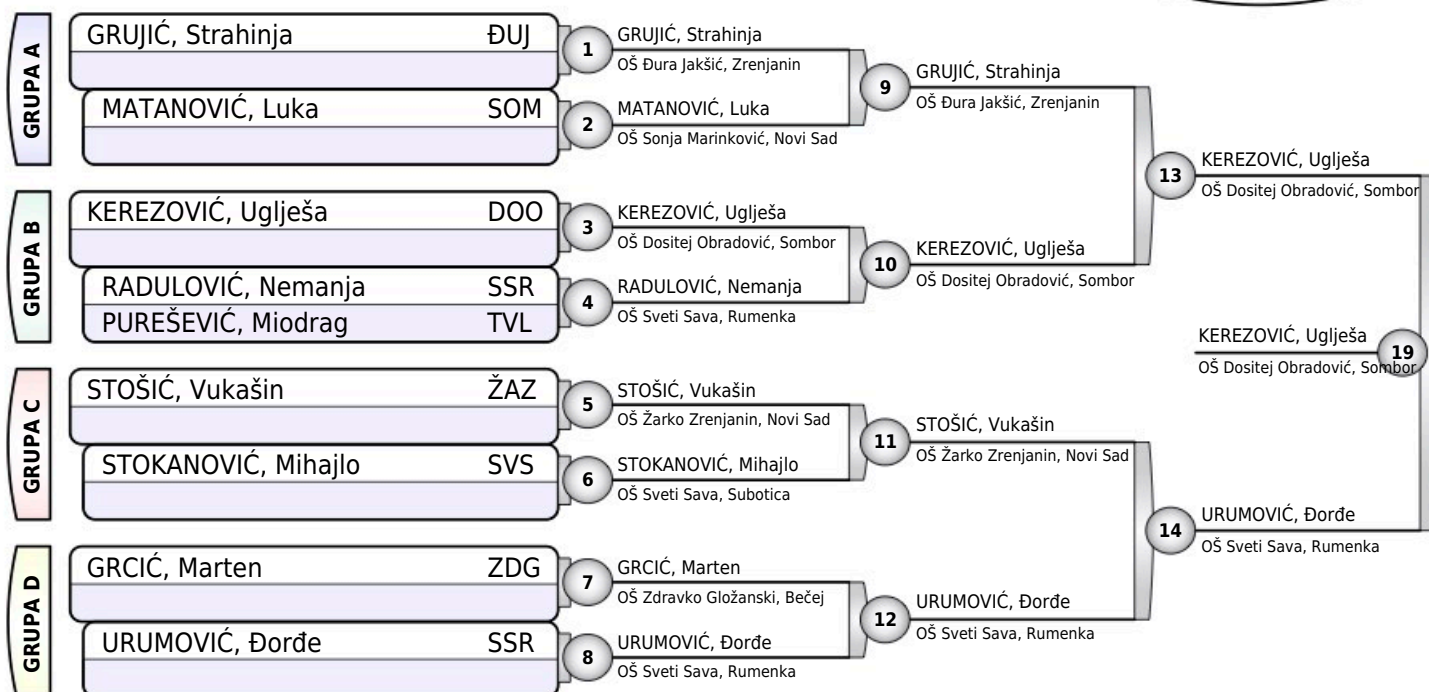 GRUPA A
GRUJIĆ, Strahinja ĐUJ
MATANOVIĆ, Luka SOM
1
GRUJIĆ, Strahinja
OŠ Đura Jakšić, Zrenjanin
2
MATANOVIĆ, Luka
OŠ Sonja Marinković, Novi Sad
9
GRUJIĆ, Strahinja
OŠ Đura Jakšić, Zrenjanin
GRUPA B
KEREZOVIĆ, Uglješa DOO
RADULOVIĆ, Nemanja SSR
PUREŠEVIĆ, Miodrag TVL
3
KEREZOVIĆ, Uglješa
OŠ Dositej Obradović, Sombor
4
RADULOVIĆ, Nemanja
OŠ Sveti Sava, Rumenka
10
KEREZOVIĆ, Uglješa
OŠ Dositej Obradović, Sombor
13
KEREZOVIĆ, Uglješa
OŠ Dositej Obradović, Sombor
GRUPA C
STOŠIĆ, Vukašin ŽAZ
STOKANOVIĆ, Mihajlo SVS
5
STOŠIĆ, Vukašin
OŠ Žarko Zrenjanin, Novi Sad
6
STOKANOVIĆ, Mihajlo
OŠ Sveti Sava, Subotica
11
STOŠIĆ, Vukašin
OŠ Žarko Zrenjanin, Novi Sad
GRUPA D
GRCIĆ, Marten ZDG
URUMOVIĆ, Đorđe SSR
7
GRCIĆ, Marten
OŠ Zdravko Gložanski, Bečej
8
URUMOVIĆ, Đorđe
OŠ Sveti Sava, Rumenka
12
URUMOVIĆ, Đorđe
OŠ Sveti Sava, Rumenka
14
URUMOVIĆ, Đorđe
OŠ Sveti Sava, Rumenka
KEREZOVIĆ, Uglješa
19
OŠ Dositej Obradović, Sombor